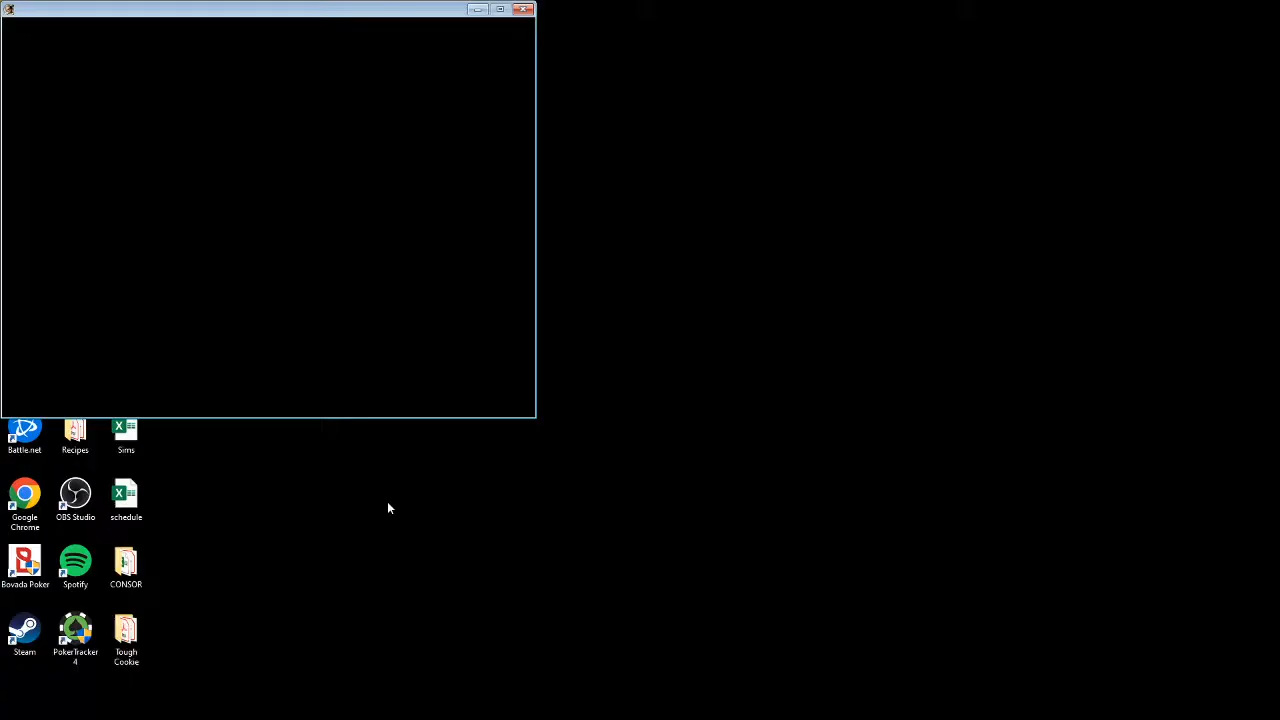 Battle.net Recipes Sims
Google Chrome OBS Studio schedule
Bovada Poker Spotify CONSOR
Steam PokerTracker 4 Tough Cookie